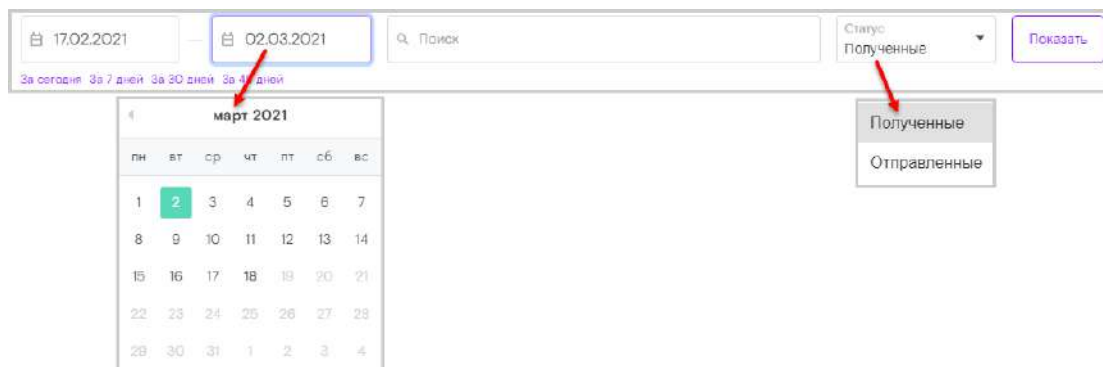 17.02.2021 — 02.03.2021 Поиск Статус Полученные Показать
За сегодня За 7 дней За 30 дней За 45 дней
март 2021
пн вт ср чт пт сб вс
1 2 3 4 5 6 7
8 9 10 11 12 13 14
15 16 17 18 19 20 21
22 23 24 25 26 27 28
29 30 31 1 2 3 4
Полученные
Отправленные